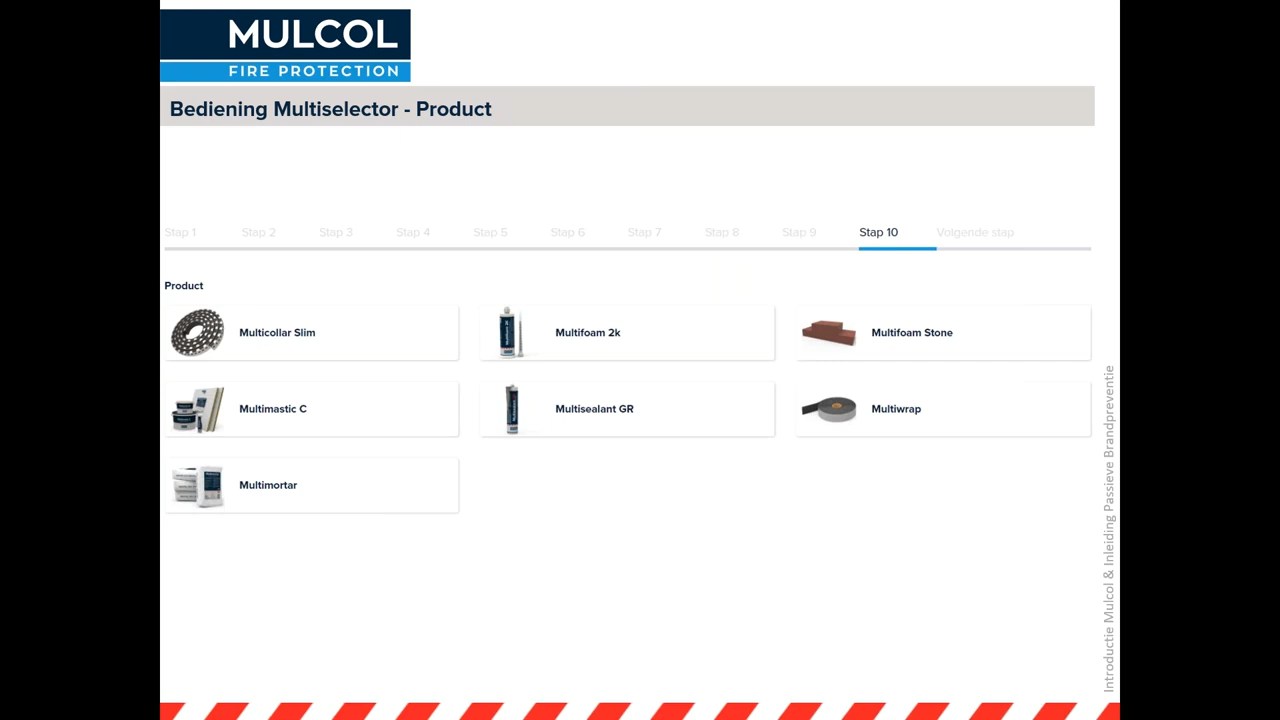 MULCOL
FIRE PROTECTION
Bediening Multiselector - Product
Stap 1
Stap 2
Stap 3
Stap 4
Stap 5
Stap 6
Stap 7
Stap 8
Stap 9
Stap 10
Volgende stap
Product
Multicollar Slim
Multifoam 2k
Multifoam Stone
Multimastic C
Multisealant GR
Multiwrap
Multimortar
Introductie Mulcol & Inleiding Passieve Brandpreventie